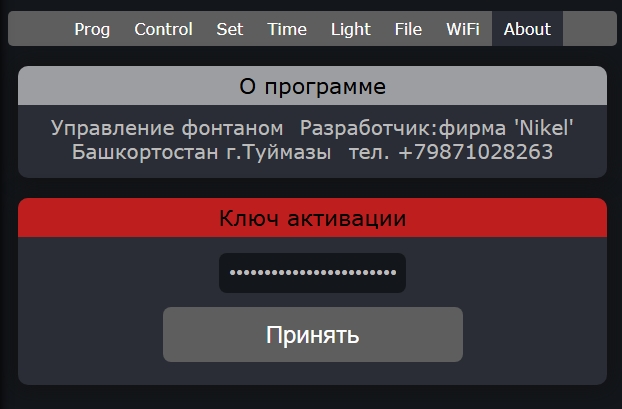 Prog Control Set Time Light File WiFi About
О программе
Управление фонтаном Разработчик:фирма 'Nikel'
Башкортостан г.Туймазы тел. +79871028263
Ключ активации
••••••••••••••••••••••••
Принять